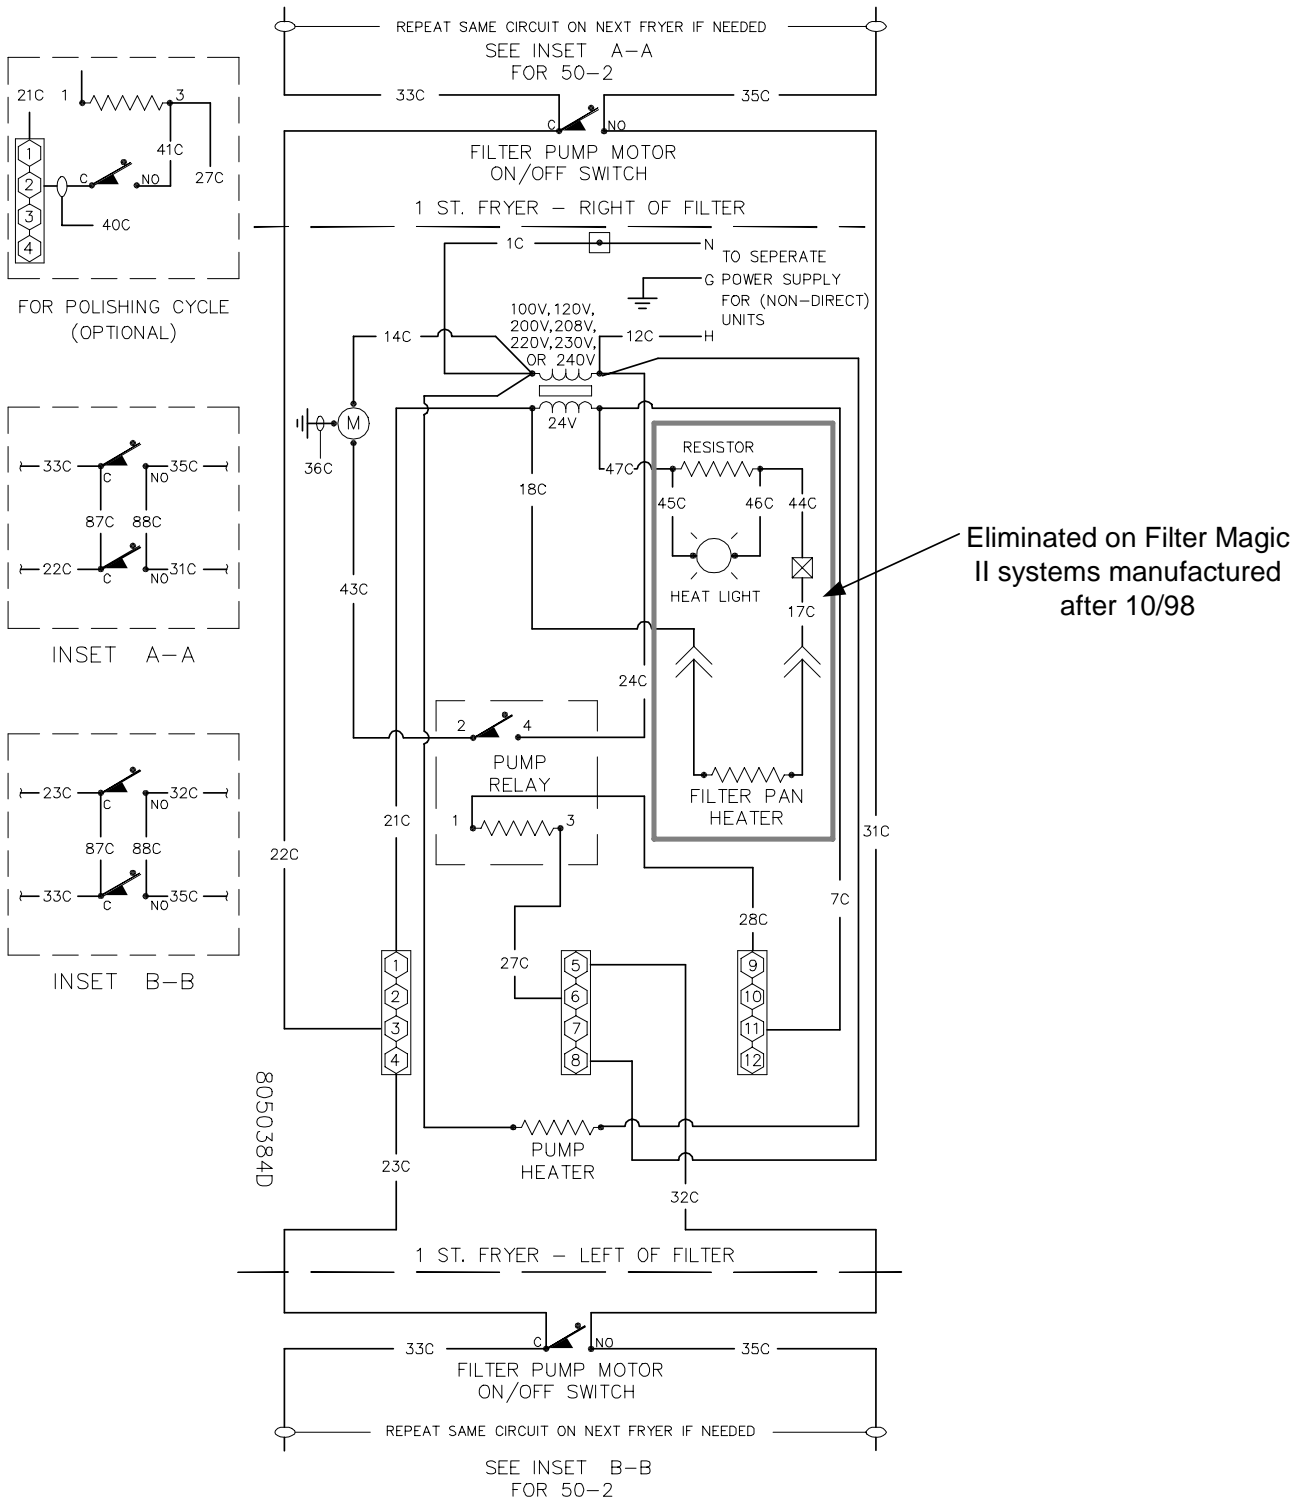 REPEAT SAME CIRCUIT ON NEXT FRYER IF NEEDED
SEE INSET A-A
FOR 50-2
33C
35C
C
NO
FILTER PUMP MOTOR
ON/OFF SWITCH
1 ST. FRYER - RIGHT OF FILTER
21C
1
3
41C
27C
1
2
3
4
C
NO
40C
FOR POLISHING CYCLE
(OPTIONAL)
1C
N
TO SEPERATE
G POWER SUPPLY
FOR (NON-DIRECT)
UNITS
100V,120V,
200V,208V,
220V,230V,
OR 240V
14C
12C
H
24V
M
36C
RESISTOR
47C
18C
45C
46C
44C
HEAT LIGHT
17C
Eliminated on Filter Magic
II systems manufactured
after 10/98
33C
C
NO
35C
87C
88C
22C
C
NO
31C
INSET A-A
43C
24C
2
4
PUMP
RELAY
1
3
FILTER PAN
HEATER
23C
C
NO
32C
87C
88C
33C
C
NO
35C
INSET B-B
21C
22C
31C
7C
28C
27C
1
2
3
4
5
6
7
8
9
10
11
12
8050384D
PUMP
HEATER
23C
32C
1 ST. FRYER - LEFT OF FILTER
33C
C
NO
35C
FILTER PUMP MOTOR
ON/OFF SWITCH
REPEAT SAME CIRCUIT ON NEXT FRYER IF NEEDED
SEE INSET B-B
FOR 50-2